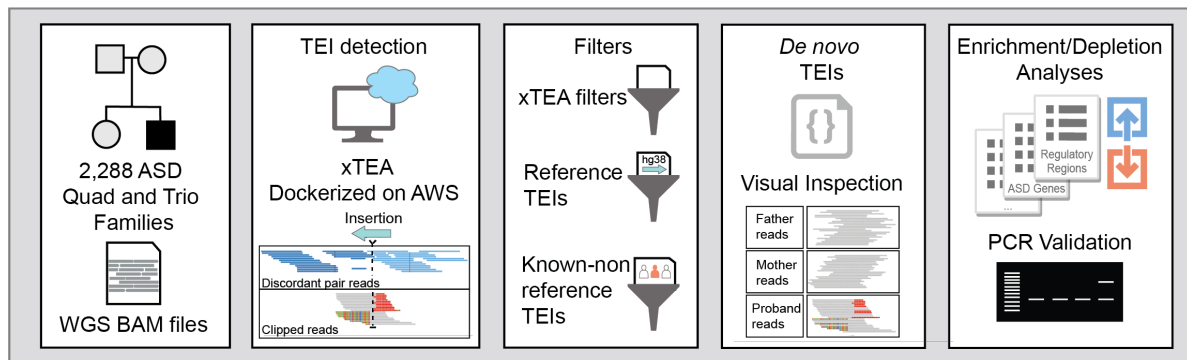 2,288 ASD
Quad and Trio
Families
WGS BAM files
TEI detection
xTEA
Dockerized on AWS
Insertion
Discordant pair reads
Clipped reads
Filters
xTEA filters
Reference
TEIs
hg38
Known-non
reference
TEIs
De novo
TEIs
{ }
Visual Inspection
Father
reads
Mother
reads
Proband
reads
Enrichment/Depletion
Analyses
Regulatory
Regions
ASD Genes
...
PCR Validation